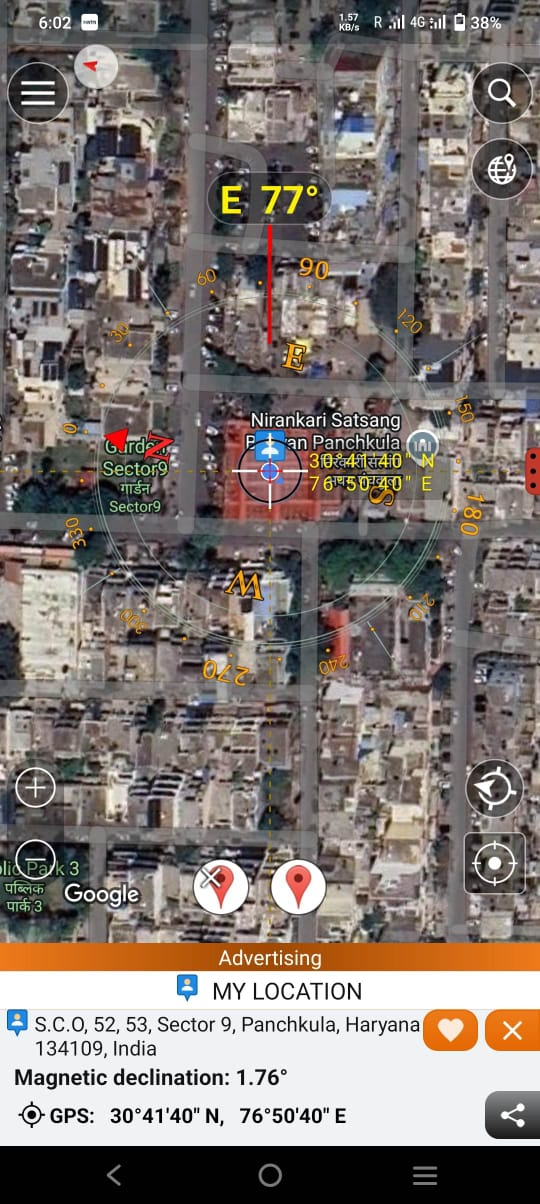 6:02
1.57
KB/s
R
4G
38%
E 77°
60
90
30
120
E
0
150
Nirankari Satsang
Bhawan Panchkula
30°41'40" N
76°50'40" E
N
Garden
Sector9
गार्डन
Sector9
S
180
330
W
300
210
270
240
lic Park 3
पब्लिक
पार्क 3
Google
Advertising
MY LOCATION
S.C.O, 52, 53, Sector 9, Panchkula, Haryana
134109, India
Magnetic declination: 1.76°
GPS: 30°41'40" N, 76°50'40" E